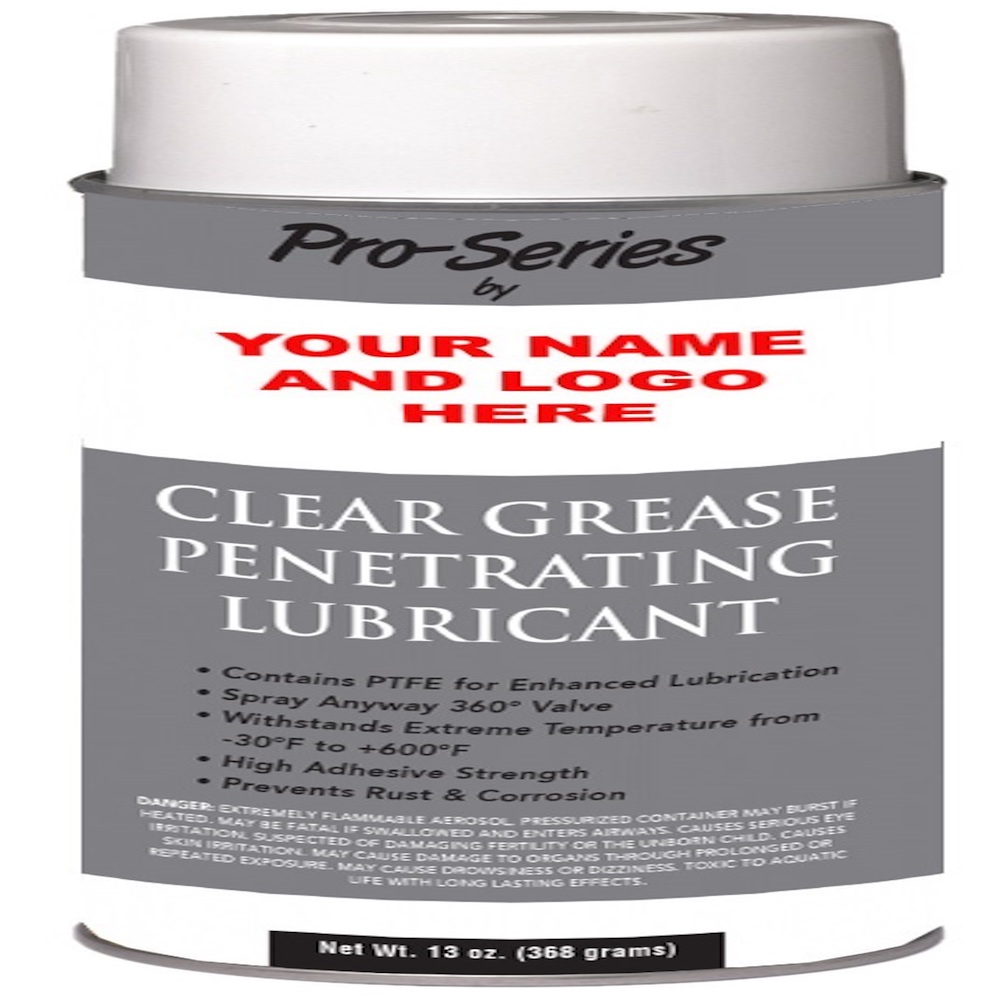 Pro-Series
by
YOUR NAME
AND LOGO
HERE
CLEAR GREASE
PENETRATING
LUBRICANT
• Contains PTFE for Enhanced Lubrication
• Spray Anyway 360° Valve
• Withstands Extreme Temperature from
-30°F to +600°F
• High Adhesive Strength
• Prevents Rust & Corrosion
DANGER: EXTREMELY FLAMMABLE AEROSOL. PRESSURIZED CONTAINER MAY BURST IF
HEATED. MAY BE FATAL IF SWALLOWED AND ENTERS AIRWAYS. CAUSES SERIOUS EYE
IRRITATION. SUSPECTED OF DAMAGING FERTILITY OR THE UNBORN CHILD. CAUSES
SKIN IRRITATION. MAY CAUSE DAMAGE TO ORGANS THROUGH PROLONGED OR
REPEATED EXPOSURE. MAY CAUSE DROWSINESS OR DIZZINESS. TOXIC TO AQUATIC
LIFE WITH LONG LASTING EFFECTS.
Net Wt. 13 oz. (368 grams)